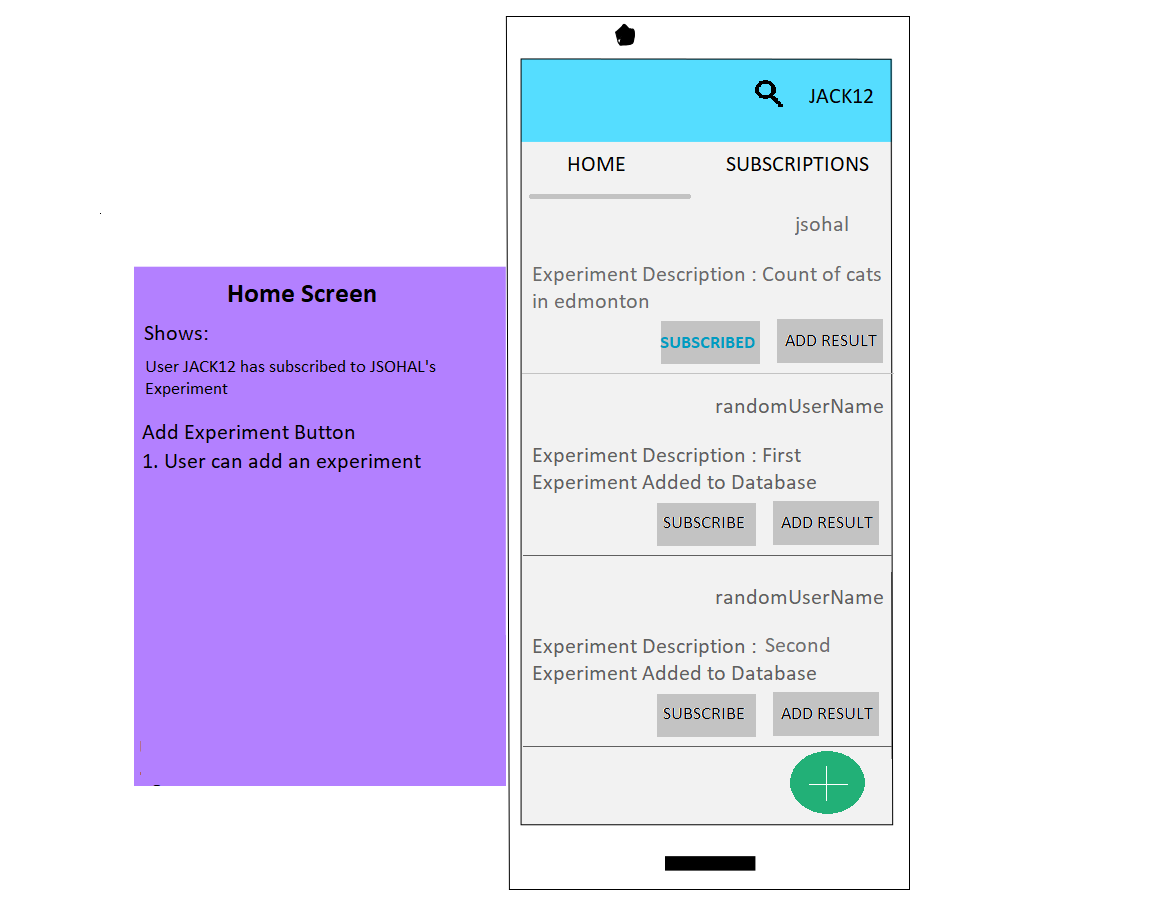 JACK12
HOME
SUBSCRIPTIONS
jsohal
Experiment Description : Count of cats
in edmonton
SUBSCRIBED
ADD RESULT
randomUserName
Experiment Description : First
Experiment Added to Database
SUBSCRIBE
ADD RESULT
randomUserName
Experiment Description : Second
Experiment Added to Database
SUBSCRIBE
ADD RESULT
Home Screen
Shows:
User JACK12 has subscribed to JSOHAL's
Experiment
Add Experiment Button
1. User can add an experiment